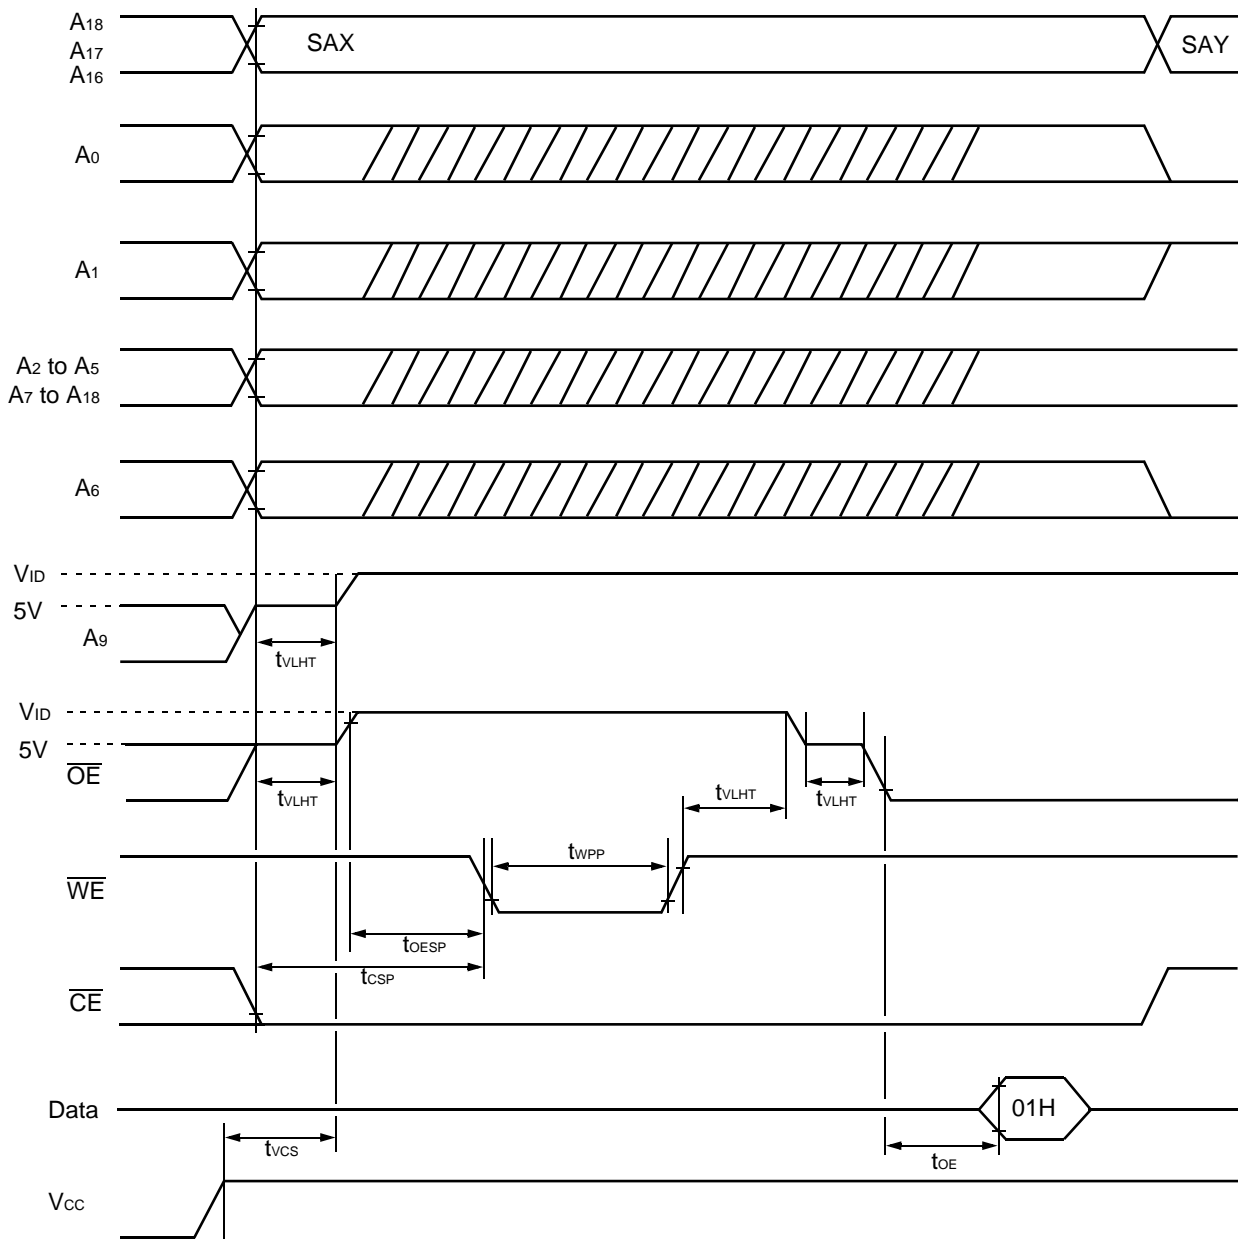 A18
A17
A16
SAX
SAY
A0
A1
A2 to A5
A7 to A18
A6
VID
5V
A9
tVLHT
VID
5V
OE
tVLHT
tVLHT
tVLHT
tWPP
WE
tOESP
tCSP
CE
Data
01H
tVCS
tOE
VCC